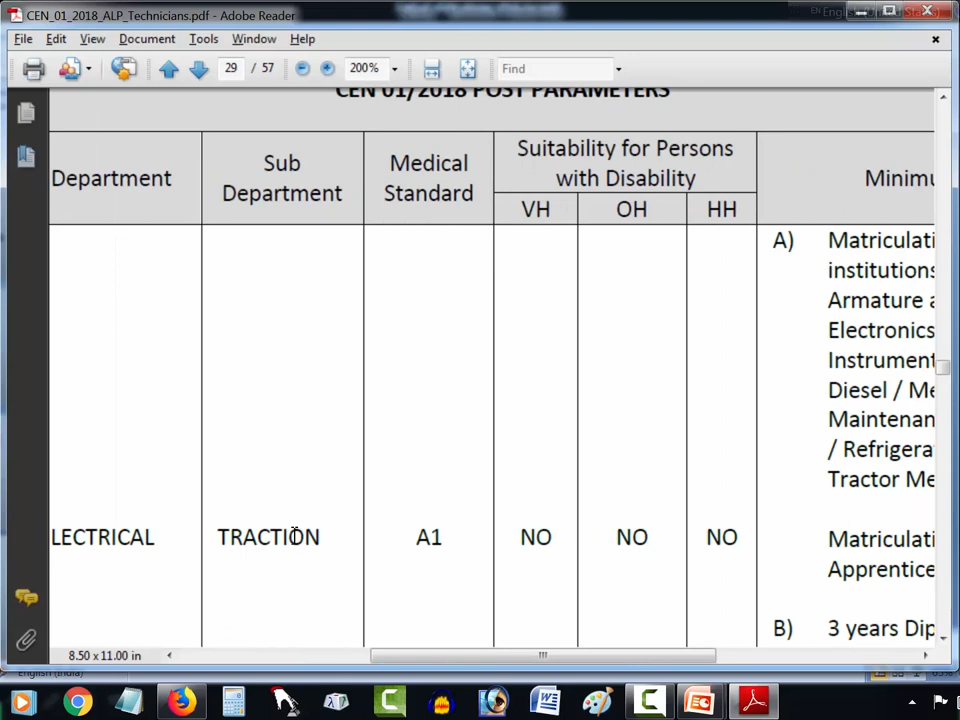 CEN_01_2018_ALP_Technicians.pdf - Adobe Reader
File Edit View Document Tools Window Help
29 / 57 200% Find
CEN 01/2018 POST PARAMETERS
Department
Sub Department
Medical Standard
Suitability for Persons with Disability
Minimu
VH OH HH
A) Matriculati
institutions
Armature a
Electronics
Instrument
Diesel / Me
Maintenan
/ Refrigera
Tractor Me
LECTRICAL TRACTION A1 NO NO NO
Matriculati
Apprentice
B) 3 years Dip
8.50 x 11.00 in
English (India)